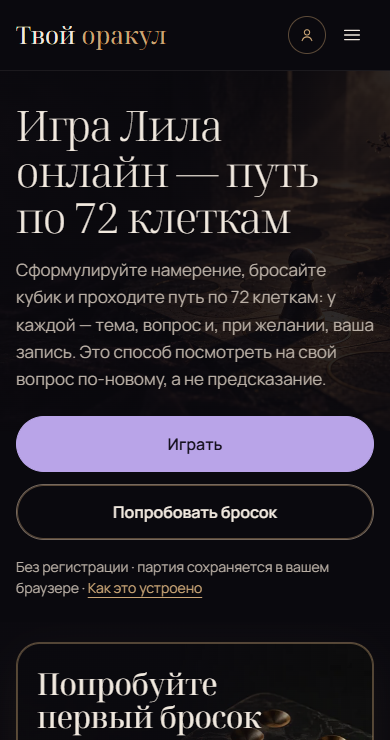 Твой оракул
Игра Лила
онлайн — путь
по 72 клеткам
Сформулируйте намерение, бросайте
кубик и проходите путь по 72 клеткам: у
каждой — тема, вопрос и, при желании, ваша
запись. Это способ посмотреть на свой
вопрос по-новому, а не предсказание.
Играть
Попробовать бросок
Без регистрации · партия сохраняется в вашем
браузере · Как это устроено
Попробуйте
первый бросок